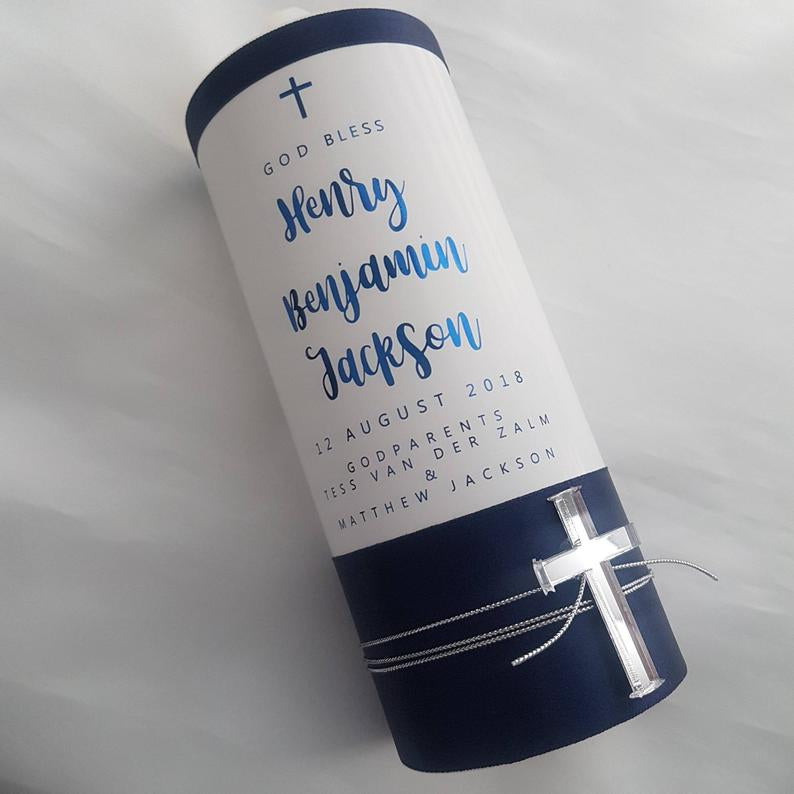 GOD BLESS
Henry
Benjamin
Jackson
12 AUGUST 2018
GODPARENTS
TESS VAN DER ZALM
&
MATTHEW JACKSON